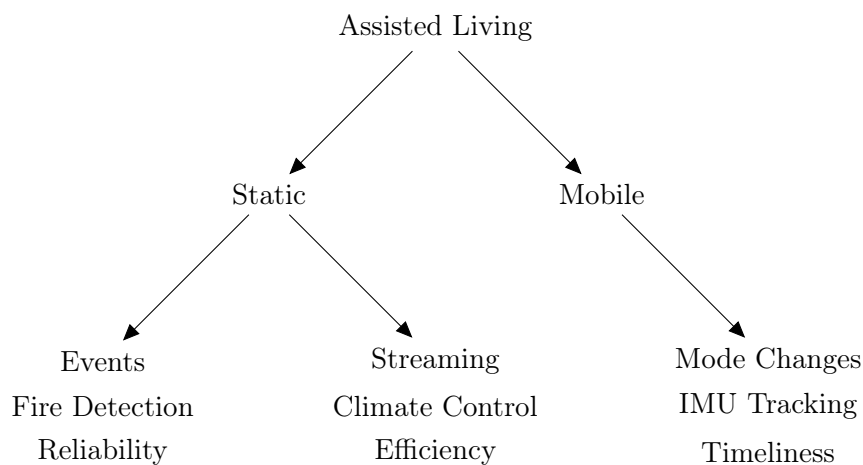 Assisted Living
Static
Mobile
Events
Fire Detection
Reliability
Streaming
Climate Control
Efficiency
Mode Changes
IMU Tracking
Timeliness